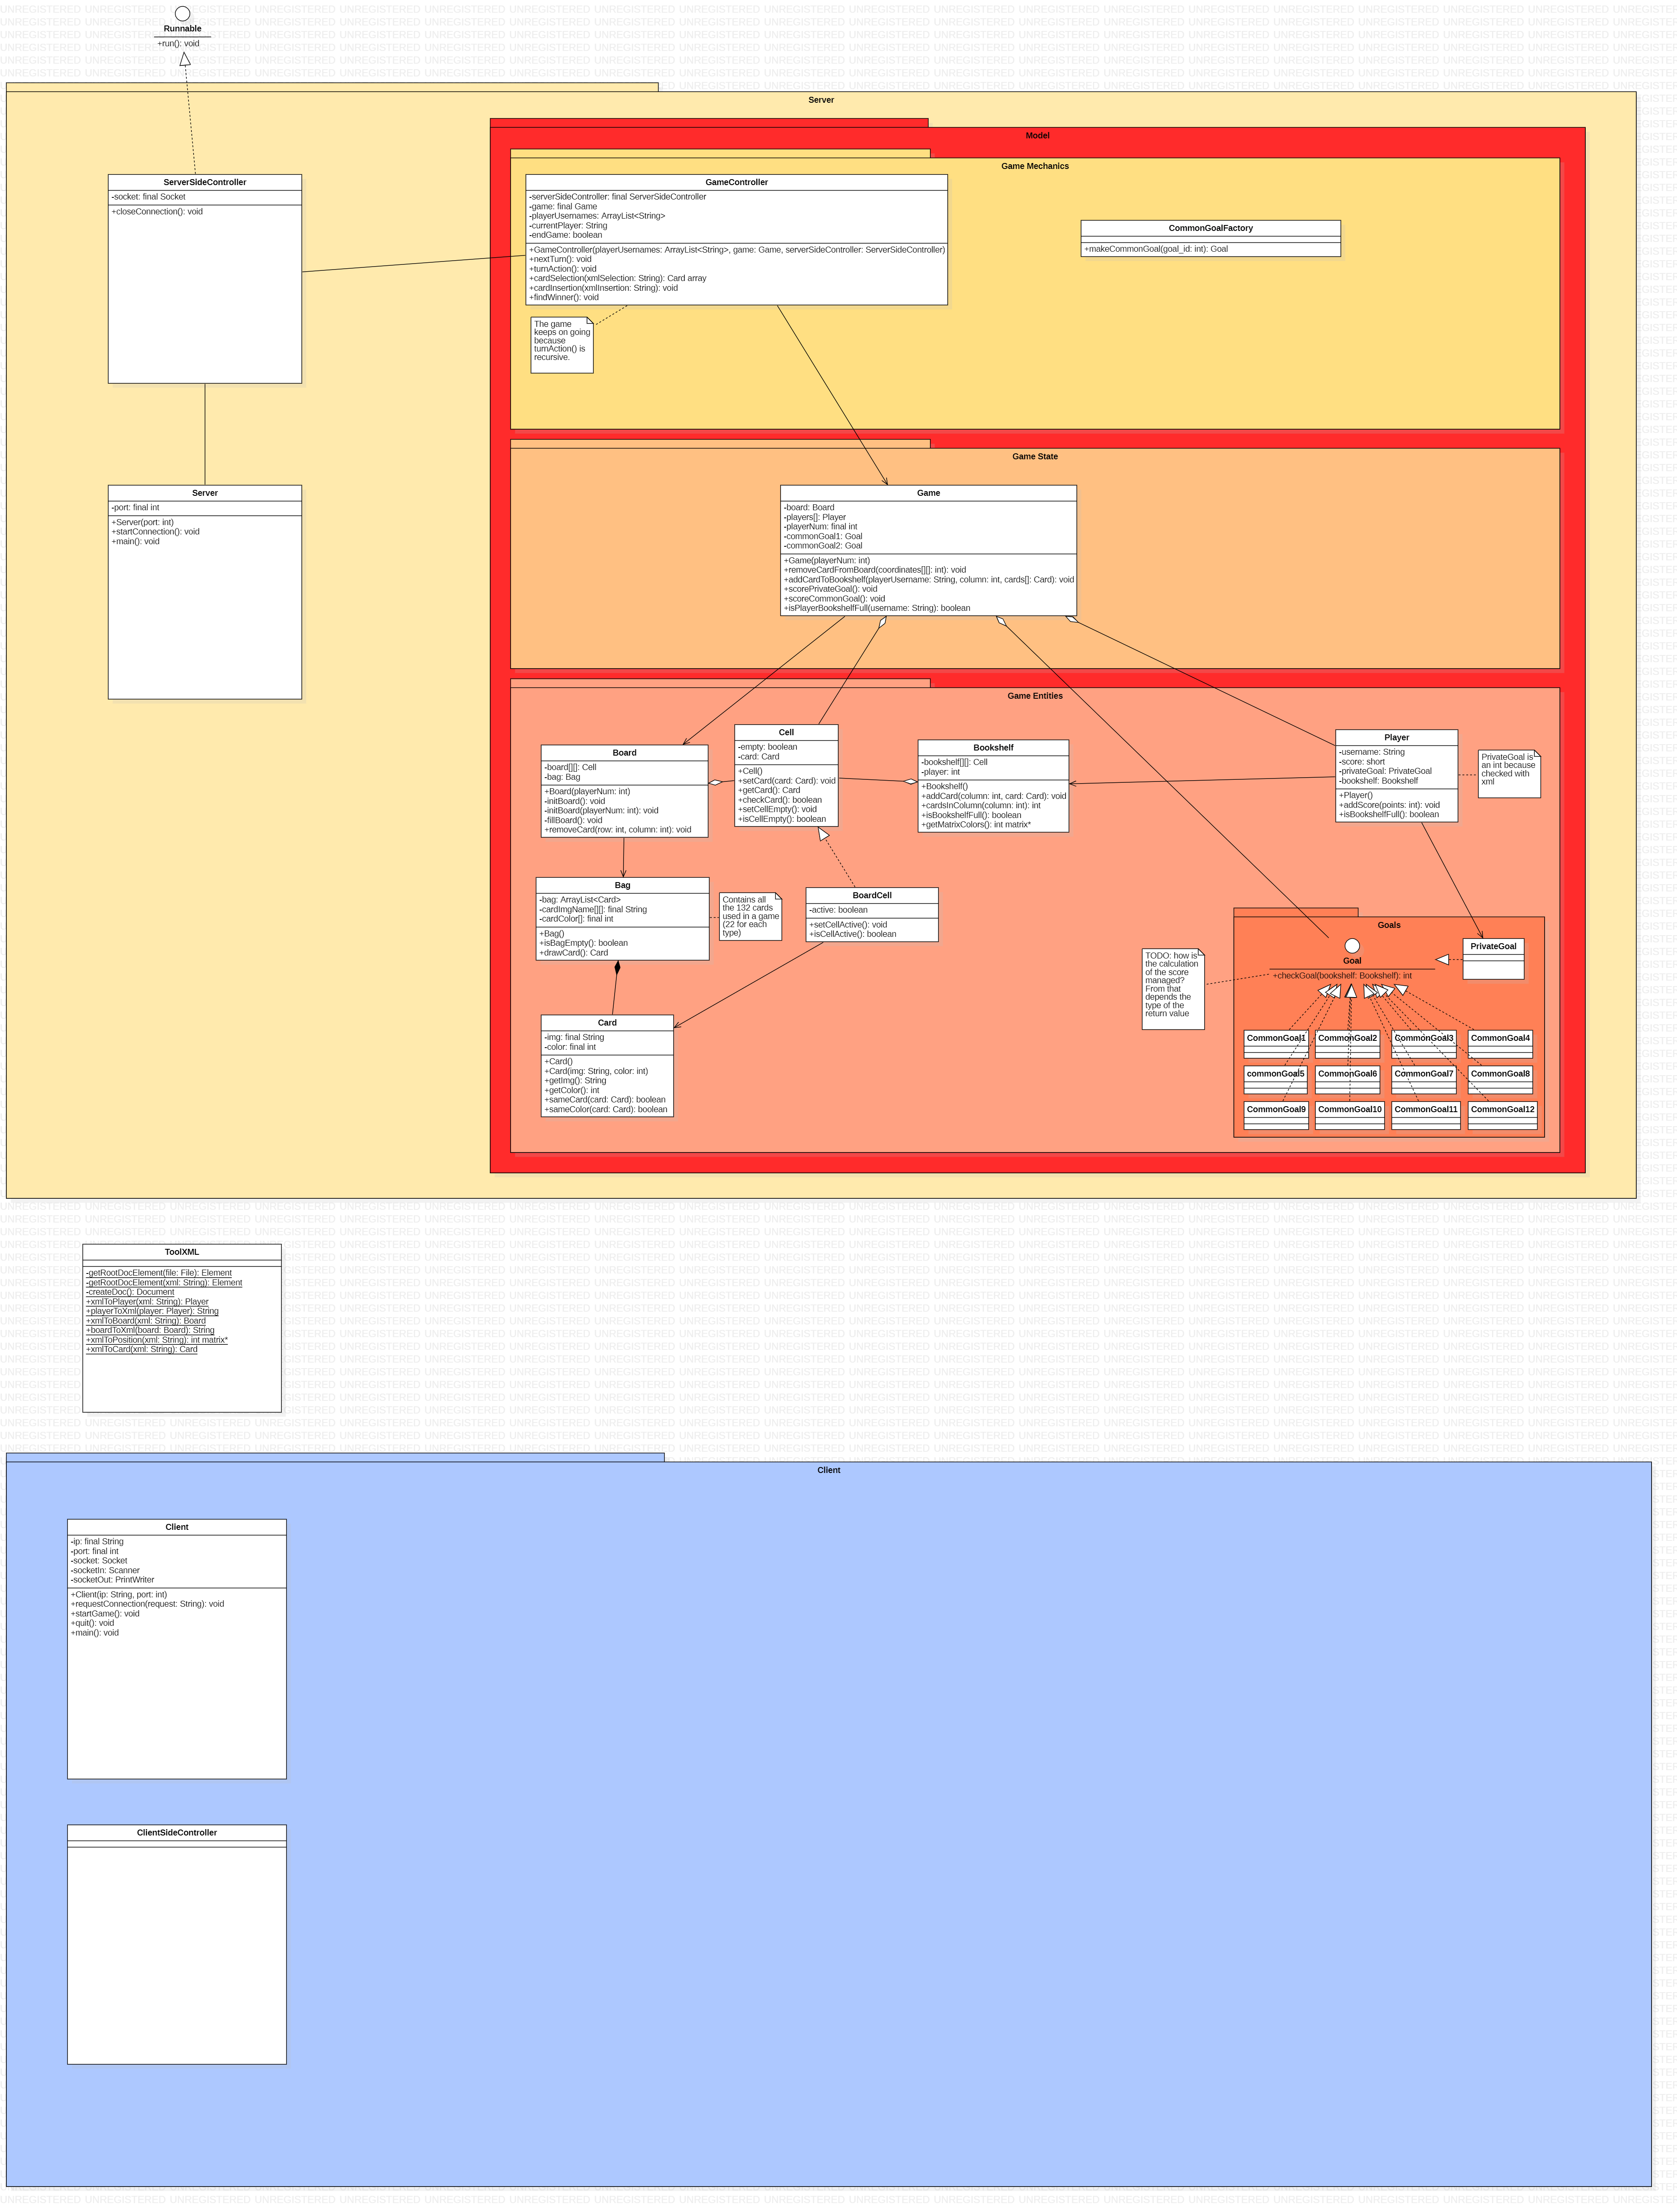 Runnable
+run(): void
Server
ServerSideController
-socket: final Socket
+closeConnection(): void
Server
-port: final int
+Server(port: int)
+startConnection(): void
+main(): void
Model
Game Mechanics
GameController
-serverSideController: final ServerSideController
-game: final Game
-playerUsernames: ArrayList<String>
-currentPlayer: String
-endGame: boolean
+GameController(playerUsernames: ArrayList<String>, game: Game, serverSideController: ServerSideController)
+nextTurn(): void
+turnAction(): void
+cardSelection(xmlSelection: String): Card array
+cardInsertion(xmlInsertion: String): void
+findWinner(): void
The game
keeps on going
because
turnAction() is
recursive.
CommonGoalFactory
+makeCommonGoal(goal_id: int): Goal
Game State
Game
-board: Board
-players[]: Player
-playerNum: final int
-commonGoal1: Goal
-commonGoal2: Goal
+Game(playerNum: int)
+removeCardFromBoard(coordinates[][]: int): void
+addCardToBookshelf(playerUsername: String, column: int, cards[]: Card): void
+scorePrivateGoal(): void
+scoreCommonGoal(): void
+isPlayerBookshelfFull(username: String): boolean
Game Entities
Board
-board[][]: Cell
-bag: Bag
+Board(playerNum: int)
-initBoard(): void
-initBoard(playerNum: int): void
-fillBoard(): void
+removeCard(row: int, column: int): void
Cell
-empty: boolean
-card: Card
+Cell()
+setCard(card: Card): void
+getCard(): Card
+checkCard(): boolean
+setCellEmpty(): void
+isCellEmpty(): boolean
Bookshelf
-bookshelf[][]: Cell
-player: int
+Bookshelf()
+addCard(column: int, card: Card): void
+cardsInColumn(column: int): int
+isBookshelfFull(): boolean
+getMatrixColors(): int matrix*
Player
-username: String
-score: short
-privateGoal: PrivateGoal
-bookshelf: Bookshelf
+Player()
+addScore(points: int): void
+isBookshelfFull(): boolean
PrivateGoal is
an int because
checked with
xml
Bag
-bag: ArrayList<Card>
-cardImgName[][]: final String
-cardColor[]: final int
+Bag()
+isBagEmpty(): boolean
+drawCard(): Card
Contains all
the 132 cards
used in a game
(22 for each
type)
BoardCell
-active: boolean
+setCellActive(): void
+isCellActive(): boolean
Card
-img: final String
-color: final int
+Card()
+Card(img: String, color: int)
+getImg(): String
+getColor(): int
+sameCard(card: Card): boolean
+sameColor(card: Card): boolean
TODO: how is
the calculation
of the score
managed?
From that
depends the
type of the
return value
Goals
Goal
+checkGoal(bookshelf: Bookshelf): int
PrivateGoal
CommonGoal1
CommonGoal2
CommonGoal3
CommonGoal4
commonGoal5
CommonGoal6
CommonGoal7
CommonGoal8
CommonGoal9
CommonGoal10
CommonGoal11
CommonGoal12
ToolXML
-getRootDocElement(file: File): Element
-getRootDocElement(xml: String): Element
-createDoc(): Document
+xmlToPlayer(xml: String): Player
+playerToXml(player: Player): String
+xmlToBoard(xml: String): Board
+boardToXml(board: Board): String
+xmlToPosition(xml: String): int matrix*
+xmlToCard(xml: String): Card
Client
Client
-ip: final String
-port: final int
-socket: Socket
-socketIn: Scanner
-socketOut: PrintWriter
+Client(ip: String, port: int)
+requestConnection(request: String): void
+startGame(): void
+quit(): void
+main(): void
ClientSideController